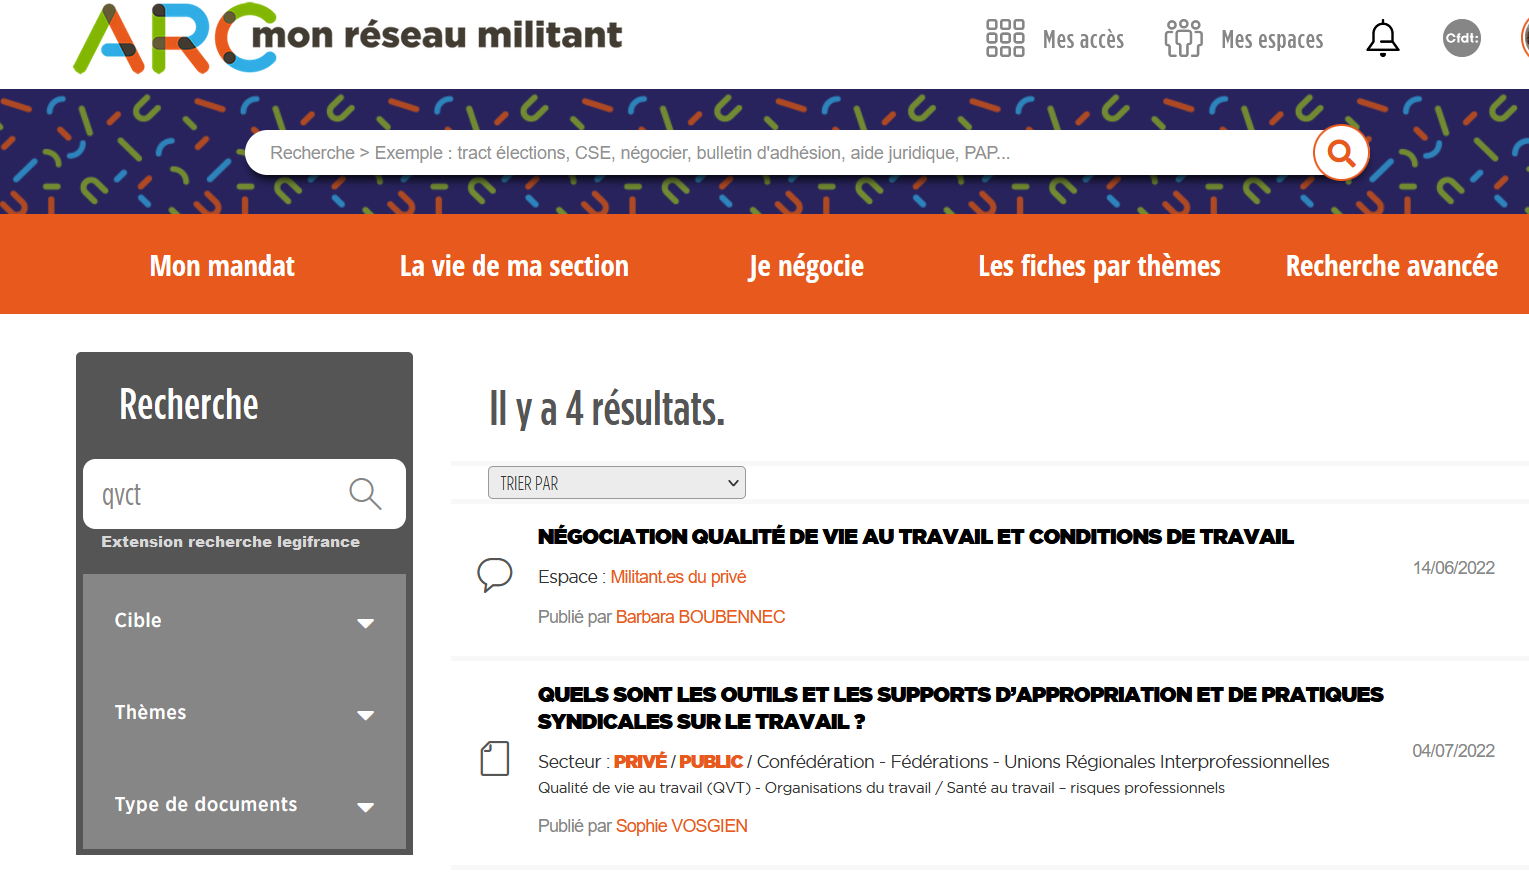 ARC mon réseau militant
Mes accès
Mes espaces
Cfdt:
Recherche > Exemple : tract élections, CSE, négocier, bulletin d'adhésion, aide juridique, PAP...
Mon mandat
La vie de ma section
Je négocie
Les fiches par thèmes
Recherche avancée
Recherche
qvct
Extension recherche legifrance
Cible
Thèmes
Type de documents
Il y a 4 résultats.
TRIER PAR
NÉGOCIATION QUALITÉ DE VIE AU TRAVAIL ET CONDITIONS DE TRAVAIL
Espace : Militant.es du privé
14/06/2022
Publié par Barbara BOUBENNEC
QUELS SONT LES OUTILS ET LES SUPPORTS D’APPROPRIATION ET DE PRATIQUES
SYNDICALES SUR LE TRAVAIL ?
Secteur : PRIVÉ / PUBLIC / Confédération - Fédérations - Unions Régionales Interprofessionnelles
04/07/2022
Qualité de vie au travail (QVT) - Organisations du travail / Santé au travail – risques professionnels
Publié par Sophie VOSGIEN